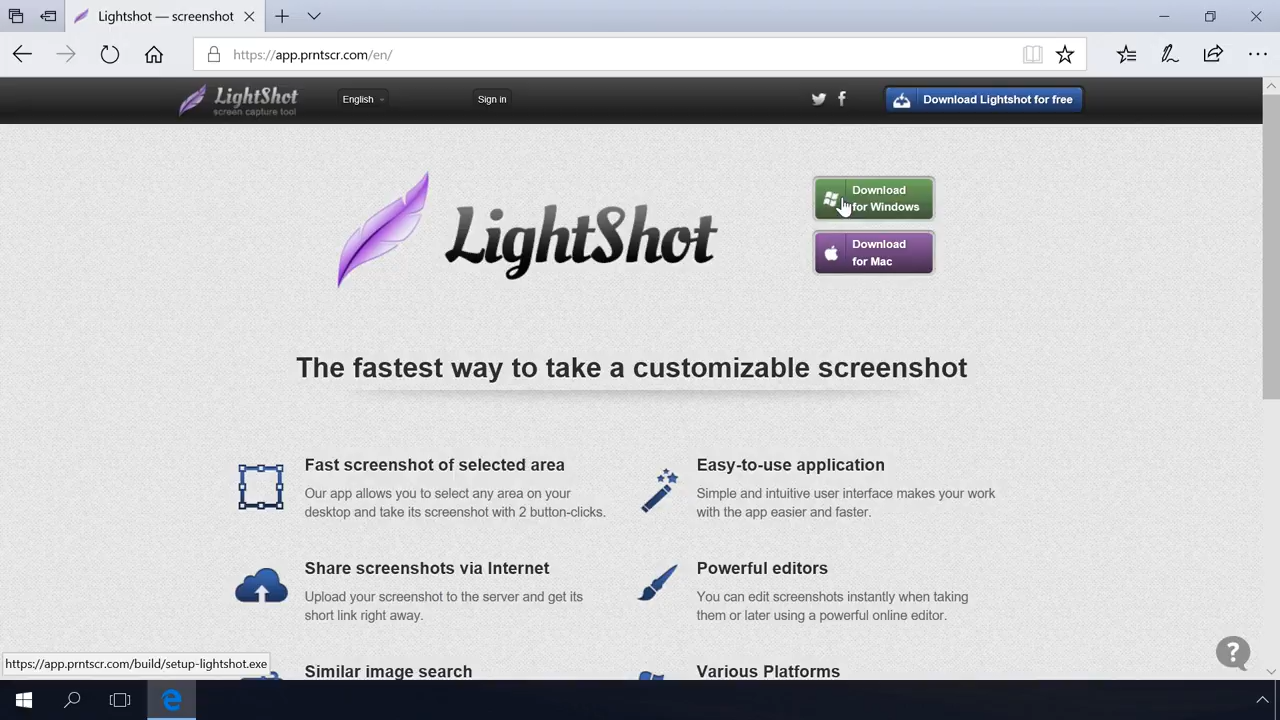 Lightshot — screenshot
https://app.prntscr.com/en/
LightShot
screen capture tool
English
Sign in
Download Lightshot for free
LightShot
Download
for Windows
Download
for Mac
The fastest way to take a customizable screenshot
Fast screenshot of selected area
Our app allows you to select any area on your
desktop and take its screenshot with 2 button-clicks.
Easy-to-use application
Simple and intuitive user interface makes your work
with the app easier and faster.
Share screenshots via Internet
Upload your screenshot to the server and get its
short link right away.
Powerful editors
You can edit screenshots instantly when taking
them or later using a powerful online editor.
Similar image search
Various Platforms
?
https://app.prntscr.com/build/setup-lightshot.exe